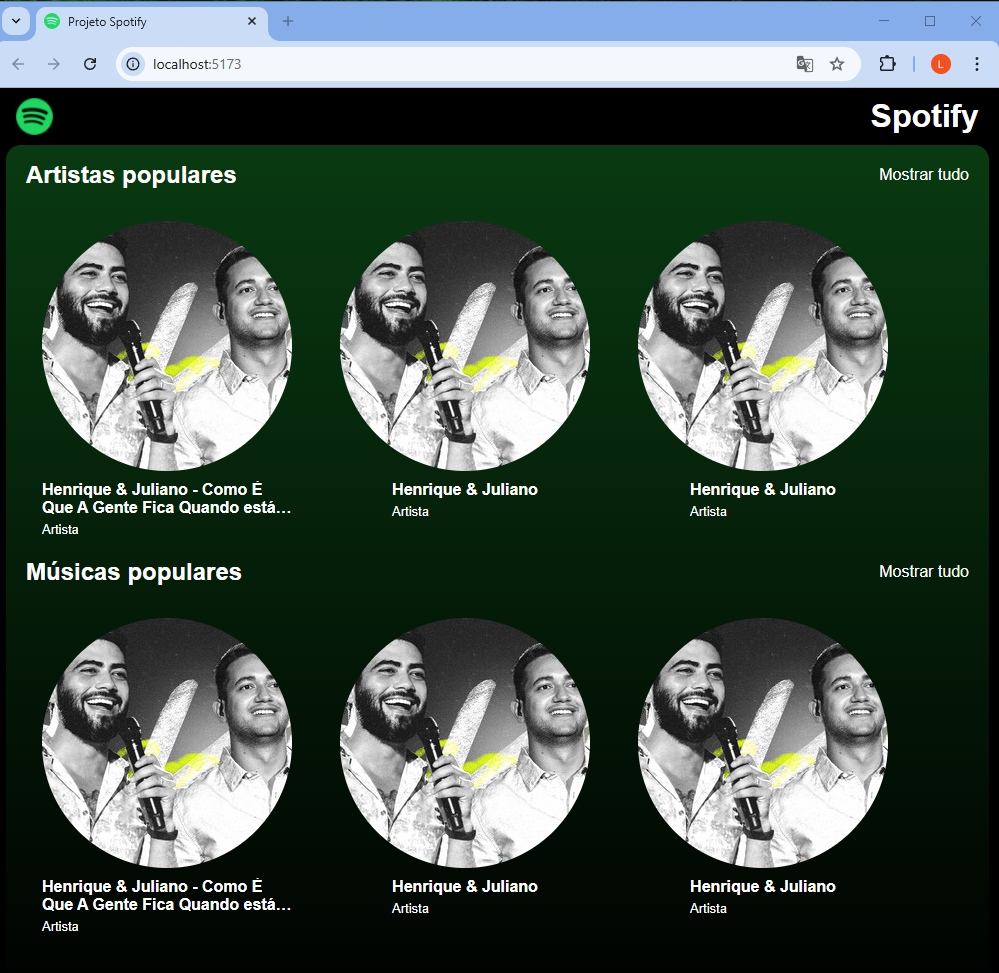 Projeto Spotify
localhost:5173
L
Spotify
Artistas populares
Mostrar tudo
Henrique & Juliano - Como É
Que A Gente Fica Quando está...
Artista
Henrique & Juliano
Artista
Henrique & Juliano
Artista
Músicas populares
Mostrar tudo
Henrique & Juliano - Como É
Que A Gente Fica Quando está...
Artista
Henrique & Juliano
Artista
Henrique & Juliano
Artista